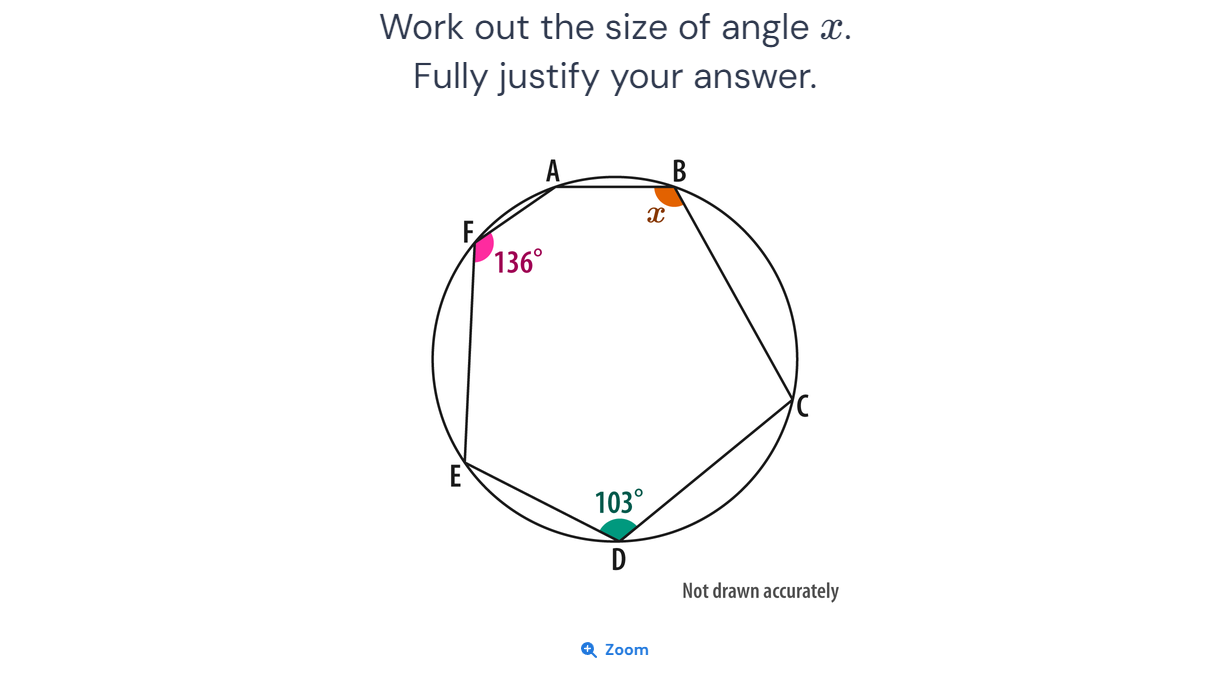 Work out the size of angle x.
Fully justify your answer.
A
B
x
F
136°
C
E
103°
D
Not drawn accurately
Zoom